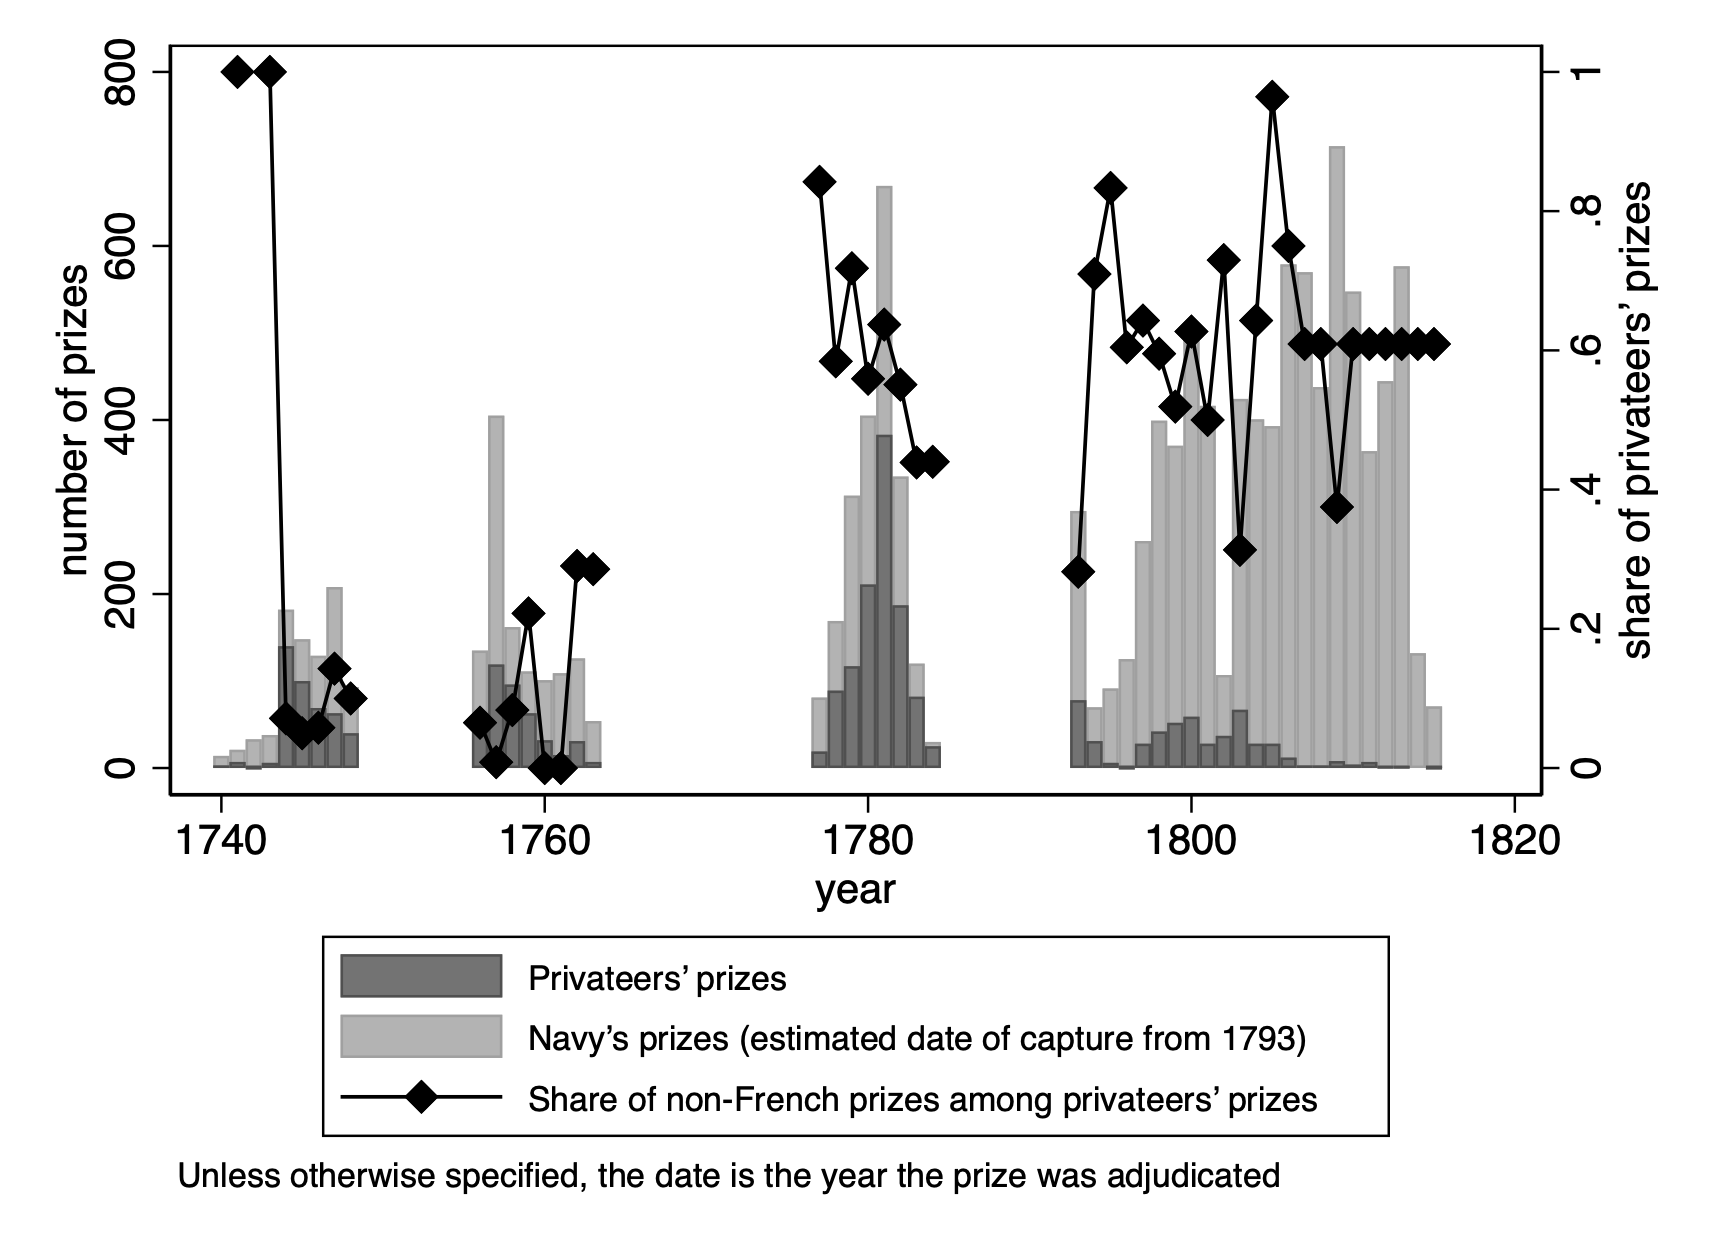 800
600
400
200
0
number of prizes
1
.8
.6
.4
.2
0
share of privateers’ prizes
1740
1760
1780
1800
1820
year
Privateers’ prizes
Navy’s prizes (estimated date of capture from 1793)
Share of non-French prizes among privateers’ prizes
Unless otherwise specified, the date is the year the prize was adjudicated